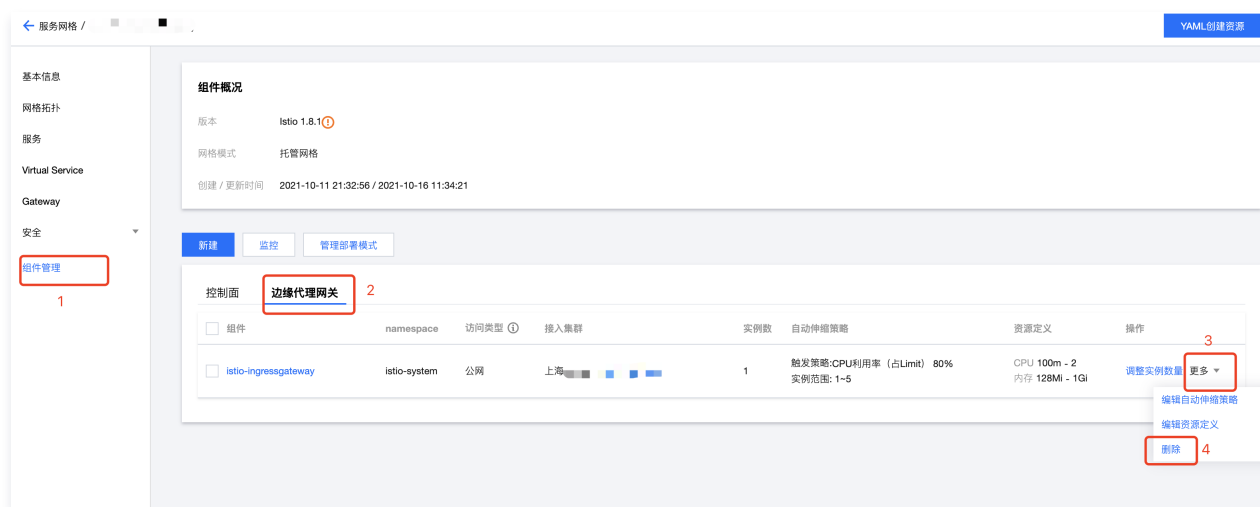 服务网格 /
YAML创建资源
基本信息
网格拓扑
服务
Virtual Service
Gateway
安全
组件管理
1
组件概况
版本 Istio 1.8.1
网格模式 托管网格
创建 / 更新时间 2021-10-11 21:32:56 / 2021-10-16 11:34:21
新建 监控 管理部署模式
控制面 边缘代理网关 2
组件 namespace 访问类型 接入集群 实例数 自动伸缩策略 资源定义 操作
3
istio-ingressgateway istio-system 公网 上海 1 触发策略:CPU利用率（占Limit） 80% CPU 100m - 2 调整实例数量 更多
实例范围: 1~5 内存 128Mi - 1Gi
编辑自动伸缩策略
编辑资源定义
删除 4